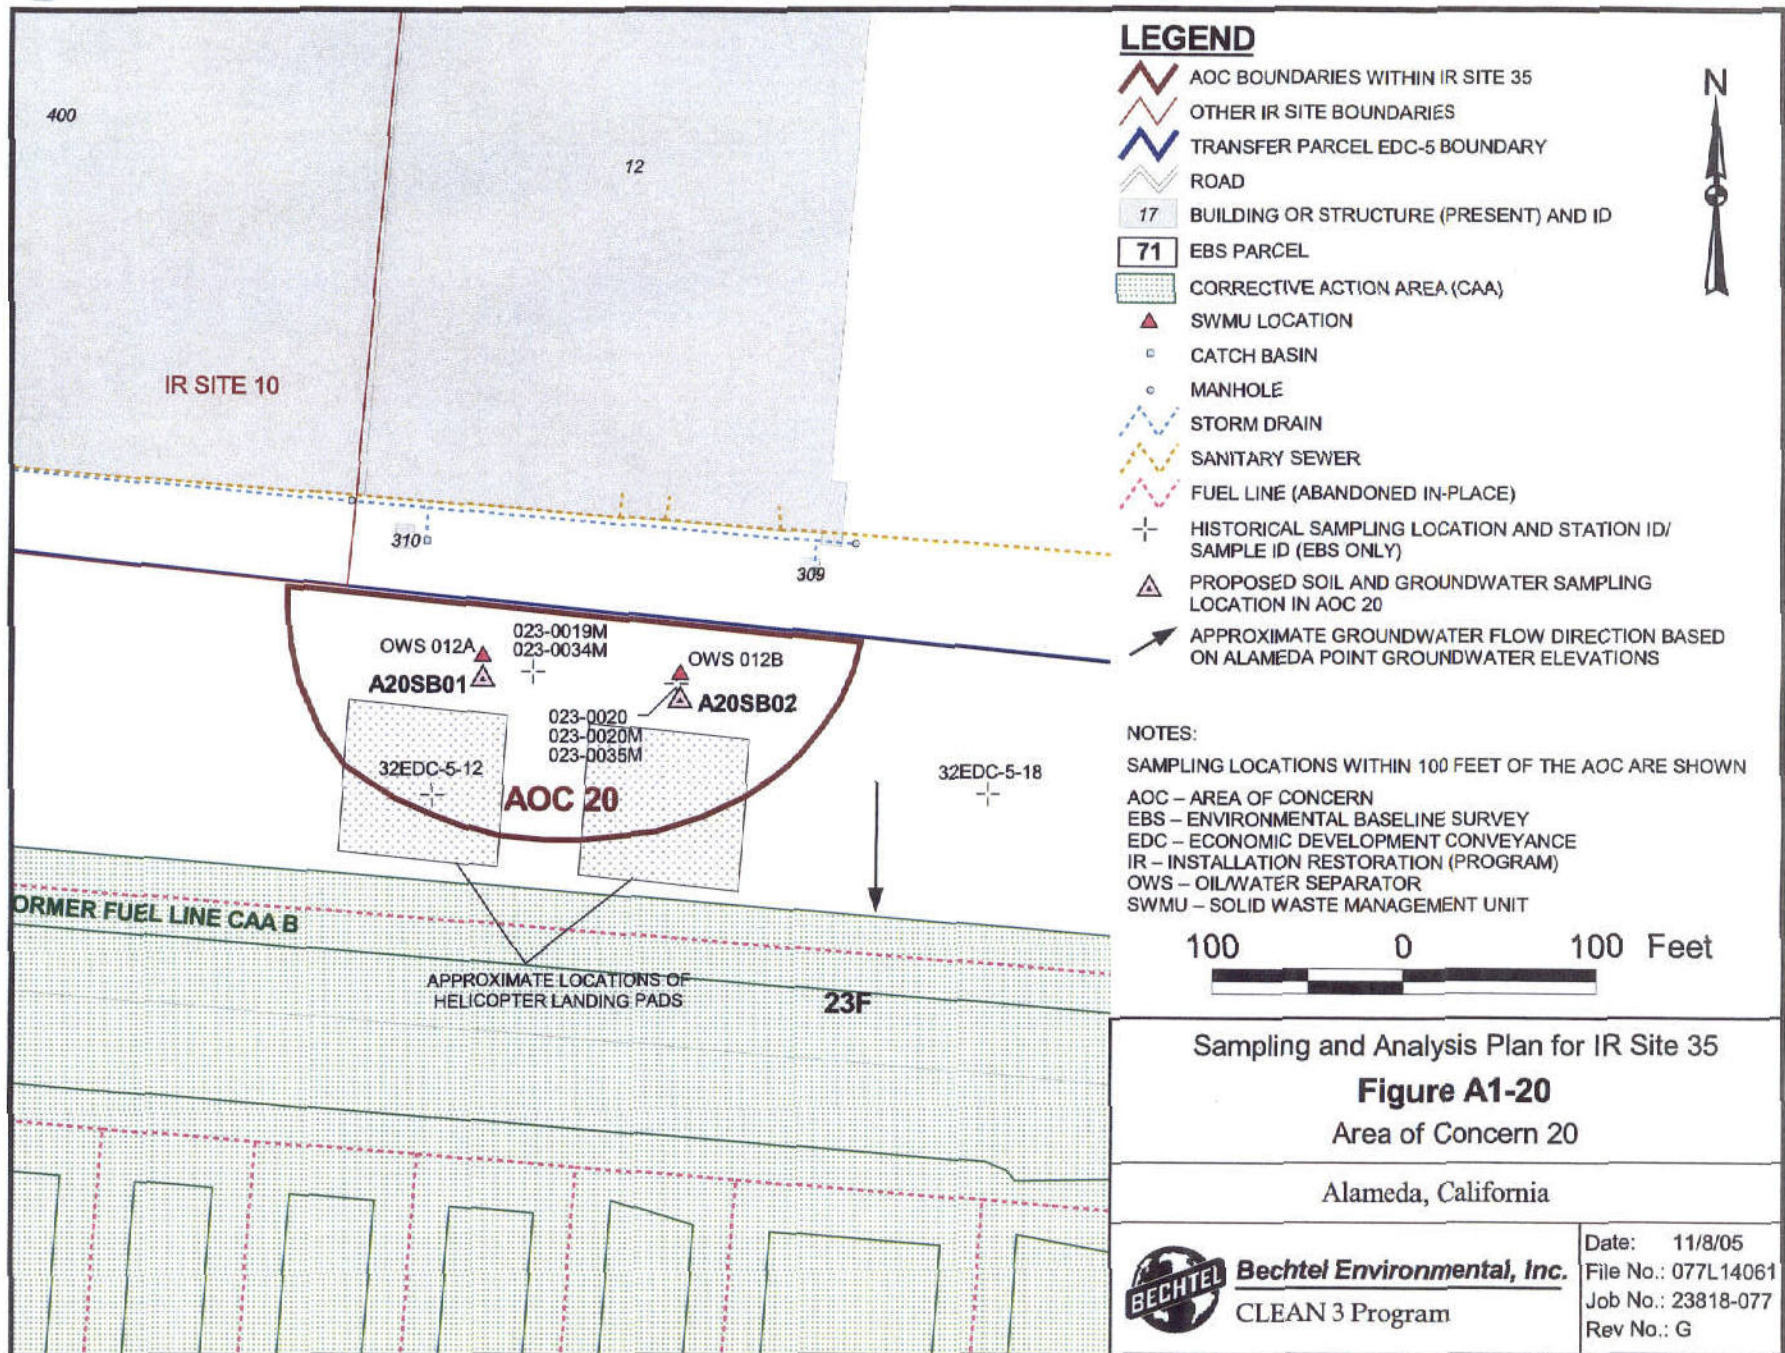 400
12
IR SITE 10
310
309
OWS 012A
023-0019M
023-0034M
OWS 012B
A20SB01
A20SB02
023-0020
023-0020M
023-0035M
32EDC-5-12
AOC 20
32EDC-5-18
ORMER FUEL LINE CAA B
APPROXIMATE LOCATIONS OF
HELICOPTER LANDING PADS
23F
LEGEND
N
AOC BOUNDARIES WITHIN IR SITE 35
OTHER IR SITE BOUNDARIES
TRANSFER PARCEL EDC-5 BOUNDARY
ROAD
17 BUILDING OR STRUCTURE (PRESENT) AND ID
71 EBS PARCEL
CORRECTIVE ACTION AREA (CAA)
SWMU LOCATION
CATCH BASIN
MANHOLE
STORM DRAIN
SANITARY SEWER
FUEL LINE (ABANDONED IN-PLACE)
HISTORICAL SAMPLING LOCATION AND STATION ID/
SAMPLE ID (EBS ONLY)
PROPOSED SOIL AND GROUNDWATER SAMPLING
LOCATION IN AOC 20
APPROXIMATE GROUNDWATER FLOW DIRECTION BASED
ON ALAMEDA POINT GROUNDWATER ELEVATIONS
NOTES:
SAMPLING LOCATIONS WITHIN 100 FEET OF THE AOC ARE SHOWN
AOC – AREA OF CONCERN
EBS – ENVIRONMENTAL BASELINE SURVEY
EDC – ECONOMIC DEVELOPMENT CONVEYANCE
IR – INSTALLATION RESTORATION (PROGRAM)
OWS – OIL/WATER SEPARATOR
SWMU – SOLID WASTE MANAGEMENT UNIT
100 0 100 Feet
Sampling and Analysis Plan for IR Site 35
Figure A1-20
Area of Concern 20
Alameda, California
BECHTEL
Bechtel Environmental, Inc.
CLEAN 3 Program
Date: 11/8/05
File No.: 077L14061
Job No.: 23818-077
Rev No.: G